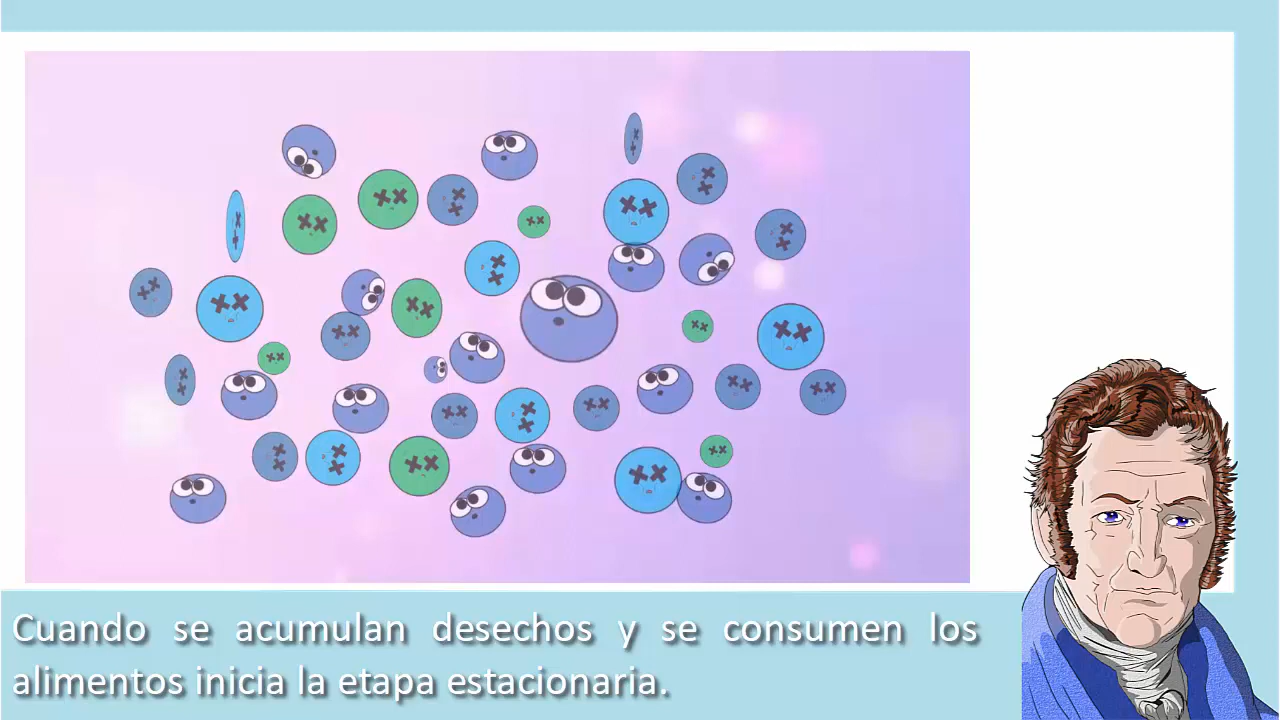 Cuando se acumulan desechos y se consumen los
alimentos inicia la etapa estacionaria.